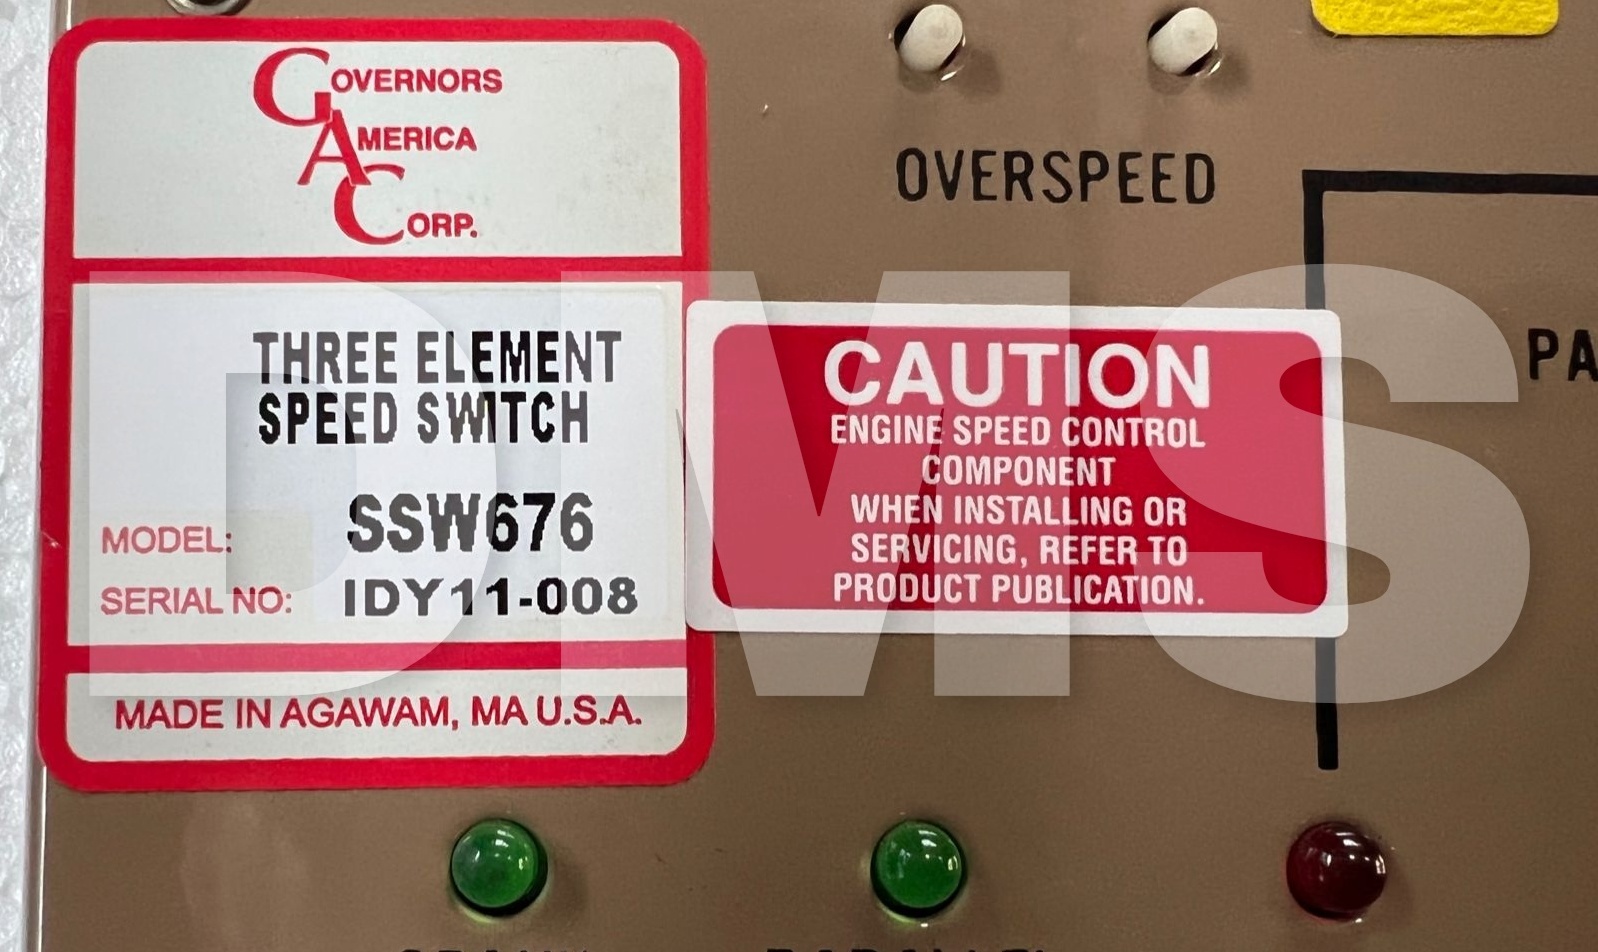 GOVERNORS
AMERICA
CORP.
THREE ELEMENT
SPEED SWITCH
MODEL: SSW676
SERIAL NO: IDY11-008
MADE IN AGAWAM, MA U.S.A.
OVERSPEED
CAUTION
ENGINE SPEED CONTROL
COMPONENT
WHEN INSTALLING OR
SERVICING, REFER TO
PRODUCT PUBLICATION.
PA
DMS